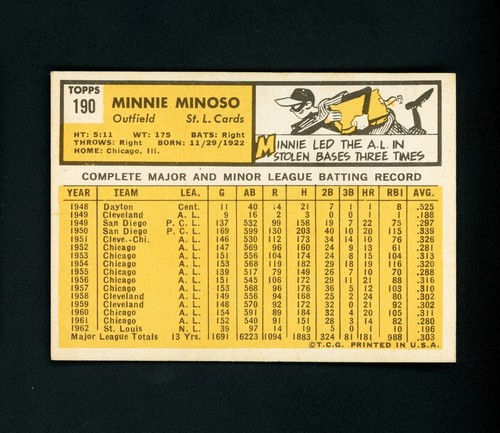 TOPPS
190
MINNIE MINOSO
Outfield St. L. Cards
HT: 5:11 WT: 175 BATS: Right
THROWS: Right BORN: 11/29/1922
HOME: Chicago, Ill.
MINNIE LED THE A.L. IN
STOLEN BASES THREE TIMES
COMPLETE MAJOR AND MINOR LEAGUE BATTING RECORD
YEAR TEAM LEA. G AB R H 2B 3B HR RBI AVG.
1948 Dayton Cent. 11 40 14 21 7 1 1 8 .525
1949 Cleveland A. L. 9 16 2 3 0 0 1 1 .188
1949 San Diego P. C. L. 137 532 99 158 19 7 22 75 .297
1950 San Diego P. C. L. 169 599 130 203 40 10 20 115 .339
1951 Cleve.-Chi. A. L. 146 530 112 173 34 14 10 76 .326
1952 Chicago A. L. 147 569 96 160 24 9 13 61 .281
1953 Chicago A. L. 151 556 104 174 24 8 15 104 .313
1954 Chicago A. L. 153 568 119 182 29 18 19 116 .320
1955 Chicago A. L. 139 517 79 149 26 7 10 70 .288
1956 Chicago A. L. 151 545 106 172 29 11 21 88 .316
1957 Chicago A. L. 153 568 96 176 36 5 12 103 .310
1958 Cleveland A. L. 149 556 94 168 25 2 24 80 .302
1959 Cleveland A. L. 148 570 92 172 32 0 21 92 .302
1960 Chicago A. L. 154 591 89 184 32 4 20 105 .311
1961 Chicago A. L. 152 540 91 151 28 3 14 82 .280
1962 St. Louis N. L. 39 97 14 19 5 0 1 10 .196
Major League Totals 13 Yrs. 1691 6223 1094 1883 324 81 181 988 .303
©T.C.G. PRINTED IN U.S.A.